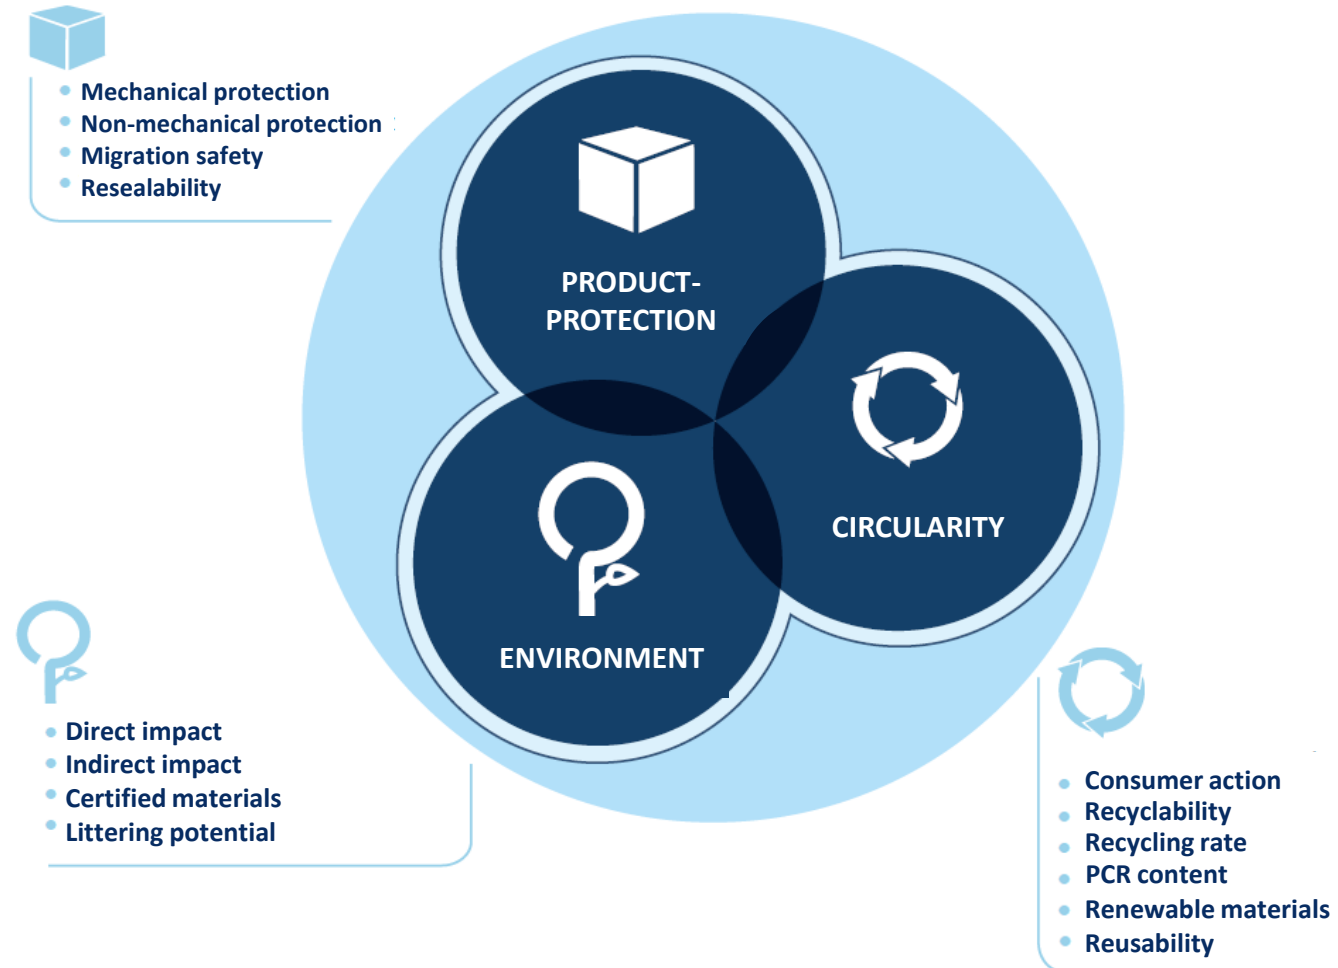 Mechanical protection
Non-mechanical protection
Migration safety
Resealability
PRODUCT-
PROTECTION
CIRCULARITY
ENVIRONMENT
Direct impact
Indirect impact
Certified materials
Littering potential
Consumer action
Recyclability
Recycling rate
PCR content
Renewable materials
Reusability